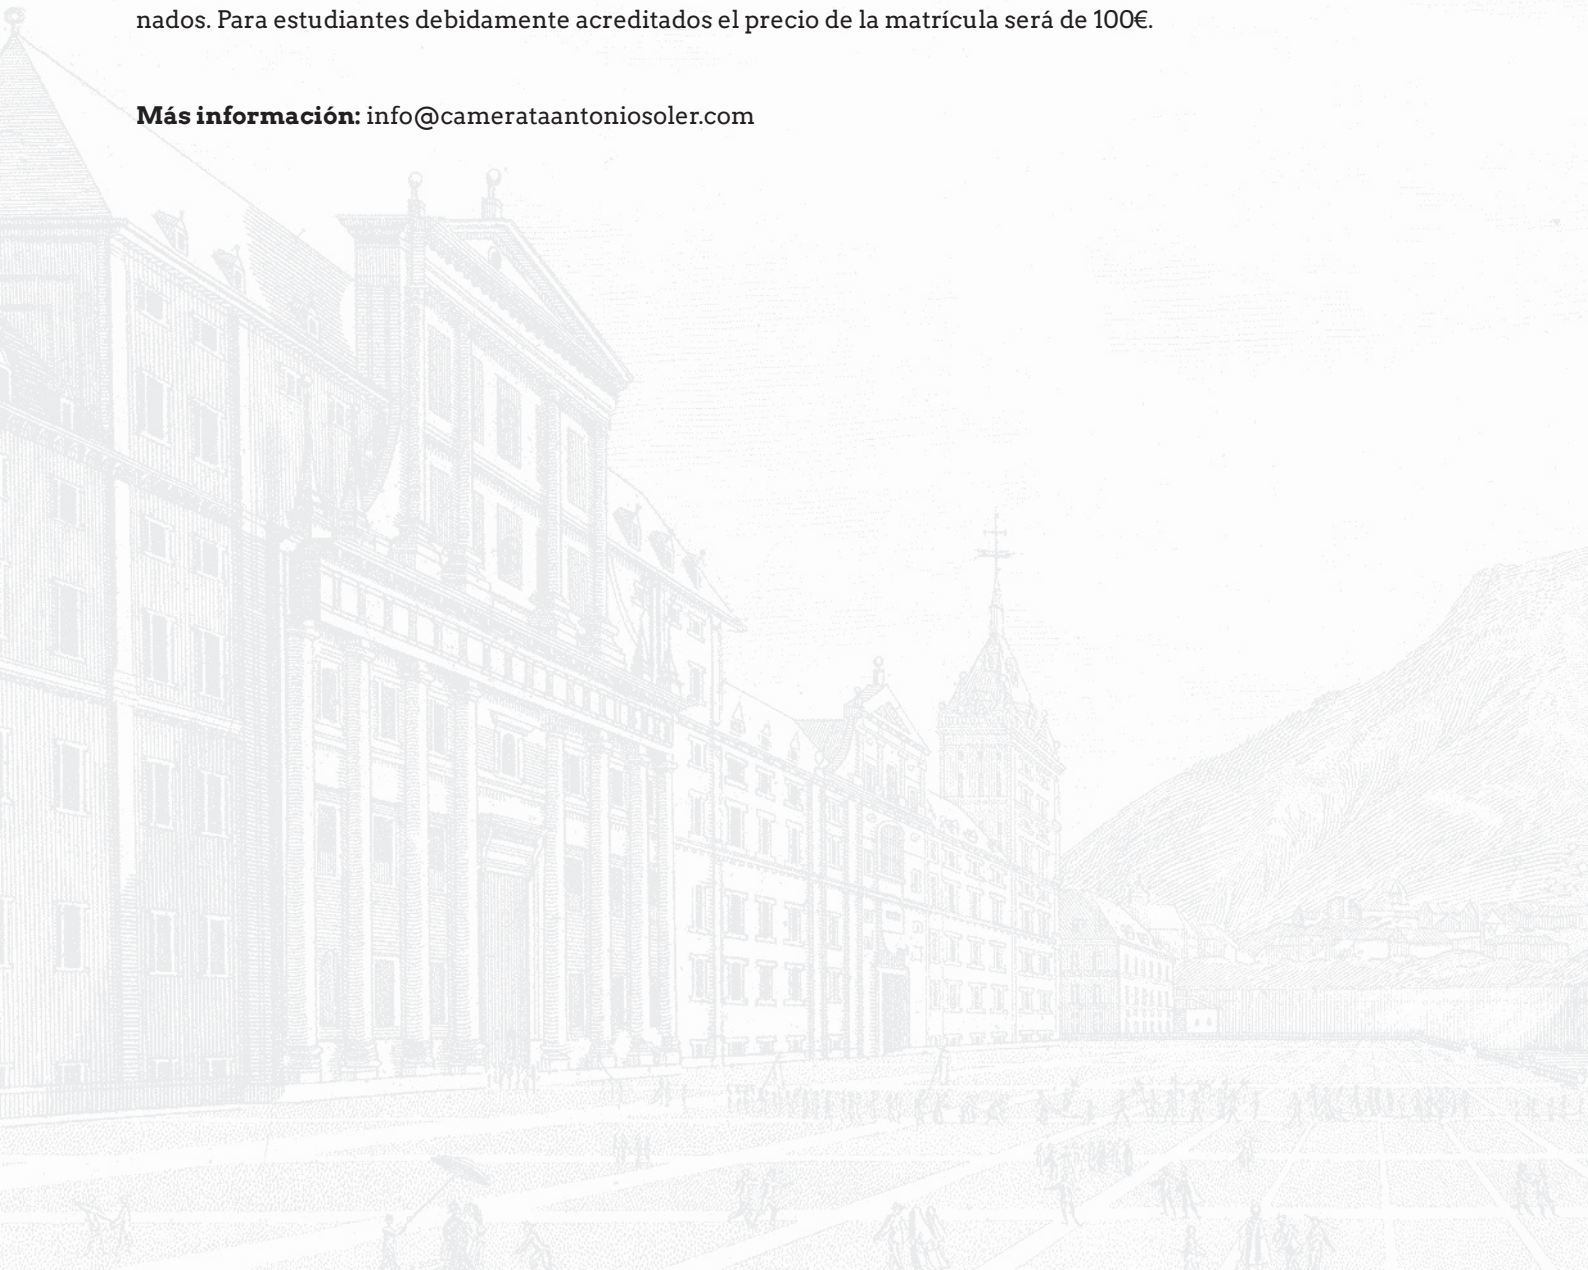 nados. Para estudiantes debidamente acreditados el precio de la matrícula será de 100€.
Más información: info@camerataantoniosoler.com